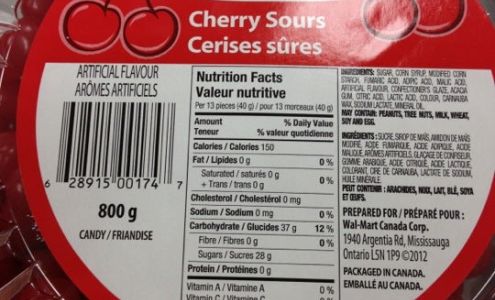 Cherry Sours
Cerises sûres
ARTIFICIAL FLAVOUR
ARÔMES ARTIFICIELS
6 28915 00174 7
800 g
CANDY / FRIANDISE
Nutrition Facts
Valeur nutritive
Per 13 pieces (40 g) / pour 13 morceaux (40 g)
Amount % Daily Value
Teneur % valeur quotidienne
Calories / Calories 150
Fat / Lipides 0 g 0 %
Saturated / saturés 0 g
+ Trans / trans 0 g 0 %
Cholesterol / Cholestérol 0 mg
Sodium / Sodium 0 mg 0 %
Carbohydrate / Glucides 37 g 12 %
Fibre / Fibres 0 g 0 %
Sugars / Sucres 28 g
Protein / Protéines 0 g
Vitamin A / Vitamine A 0 %
Vitamin C / Vitamine C
INGREDIENTS: SUGAR, CORN SYRUP, MODIFIED CORN
STARCH, FUMARIC ACID, ADIPIC ACID, MALIC ACID,
ARTIFICIAL FLAVOUR, CONFECTIONER'S GLAZE, ACACIA
GUM, CITRIC ACID, LACTIC ACID, COLOUR, CARNAUBA
WAX, SODIUM LACTATE, MINERAL OIL.
MAY CONTAIN: PEANUTS, TREE NUTS, MILK, WHEAT,
SOY AND EGG.
INGRÉDIENTS: SUCRE, SIROP DE MAÏS, AMIDON DE MAÏS
MODIFIÉ, ACIDE FUMARIQUE, ACIDE ADIPIQUE, ACIDE
MALIQUE, ARÔMES ARTIFICIELS, GLAÇAGE DE CONFISEUR,
GOMME ARABIQUE, ACIDE CITRIQUE, ACIDE LACTIQUE,
COLORANT, CIRE DE CARNAUBA, LACTATE DE SODIUM,
HUILE MINÉRALE.
PEUT CONTENIR : ARACHIDES, NOIX, LAIT, BLÉ, SOYA
ET ŒUFS.
PREPARED FOR / PRÉPARÉ POUR :
Wal-Mart Canada Corp.
1940 Argentia Rd, Mississauga
Ontario L5N 1P9 ©2012
PACKAGED IN CANADA.
EMBALLÉ AU CANADA.